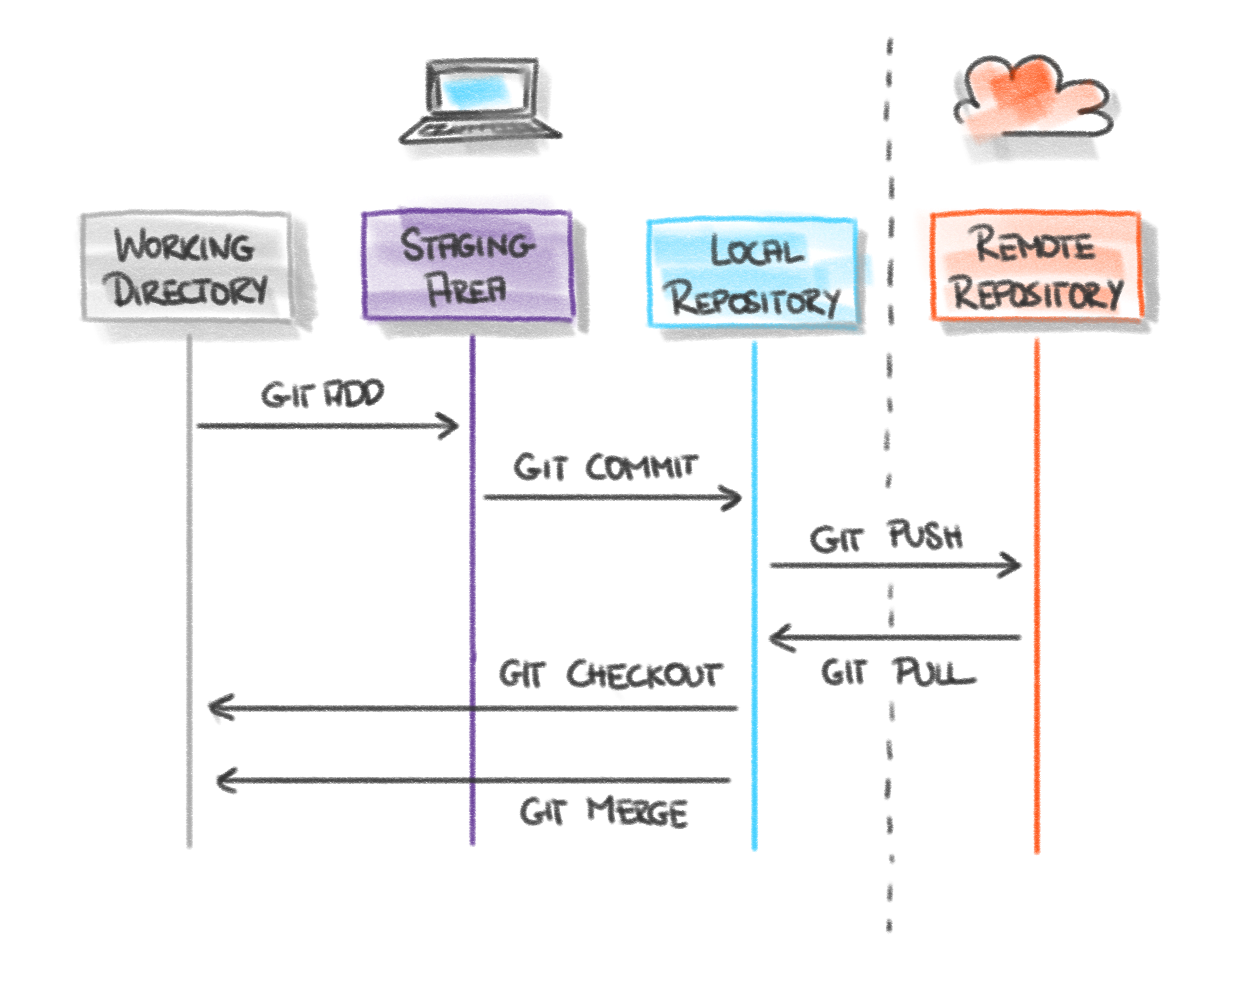 WORKING
DIRECTORY
STAGING
AREA
LOCAL
REPOSITORY
REMOTE
REPOSITORY
GIT ADD
GIT COMMIT
GIT PUSH
GIT PULL
GIT CHECKOUT
GIT MERGE